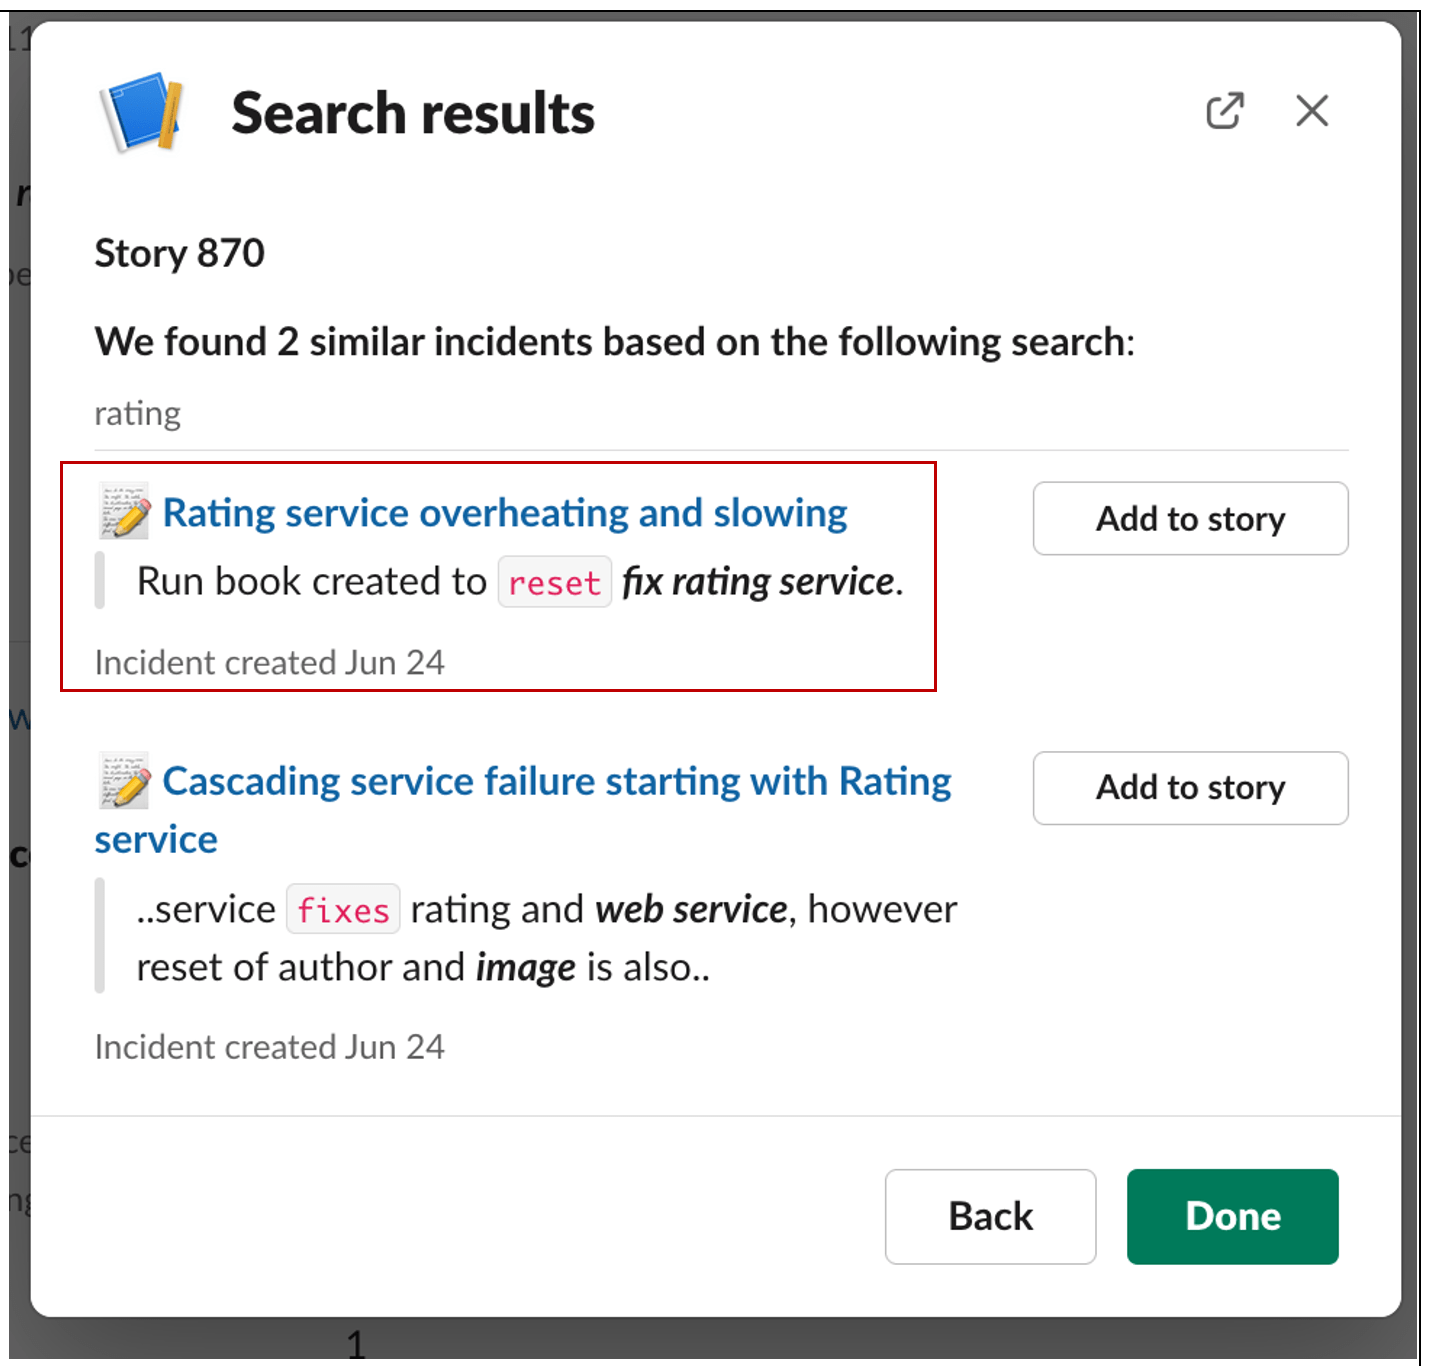 Search results
Story 870
We found 2 similar incidents based on the following search:
rating
Rating service overheating and slowing
Add to story
Run book created to reset fix rating service.
Incident created Jun 24
Cascading service failure starting with Rating
service
Add to story
..service fixes rating and web service, however
reset of author and image is also..
Incident created Jun 24
Back
Done
1